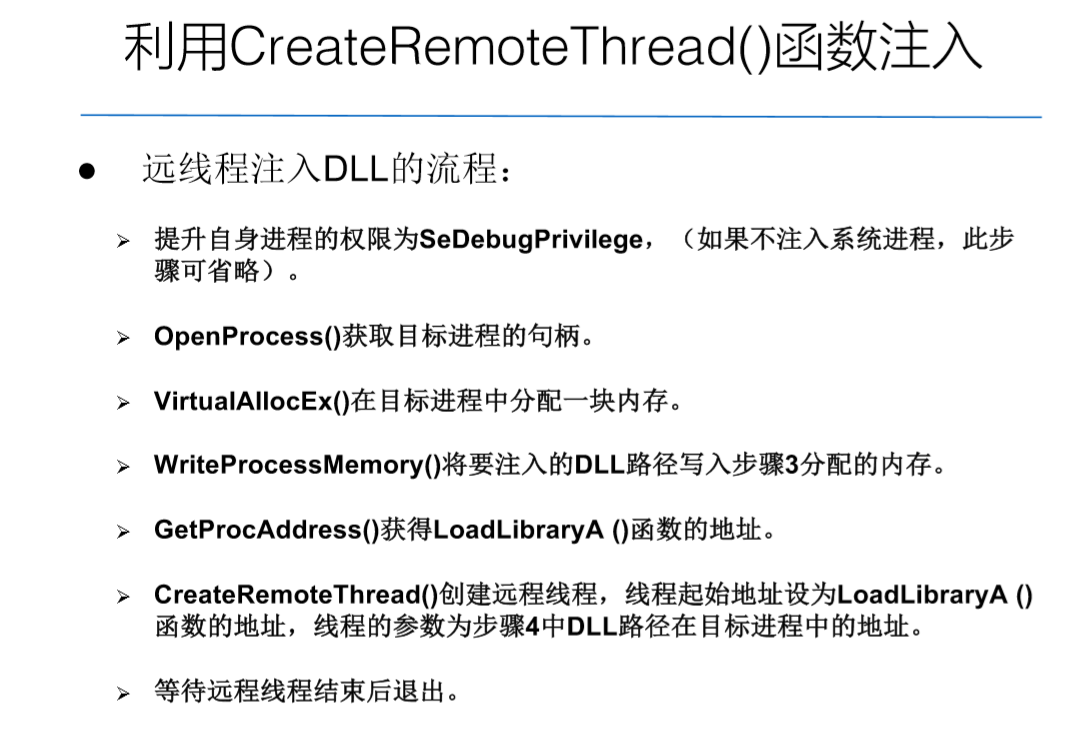 利用CreateRemoteThread()函数注入
● 远线程注入DLL的流程：
➢ 提升自身进程的权限为SeDebugPrivilege，（如果不注入系统进程，此步
骤可省略）。
➢ OpenProcess()获取目标进程的句柄。
➢ VirtualAllocEx()在目标进程中分配一块内存。
➢ WriteProcessMemory()将要注入的DLL路径写入步骤3分配的内存。
➢ GetProcAddress()获得LoadLibraryA ()函数的地址。
➢ CreateRemoteThread()创建远程线程，线程起始地址设为LoadLibraryA ()
函数的地址，线程的参数为步骤4中DLL路径在目标进程中的地址。
➢ 等待远程线程结束后退出。